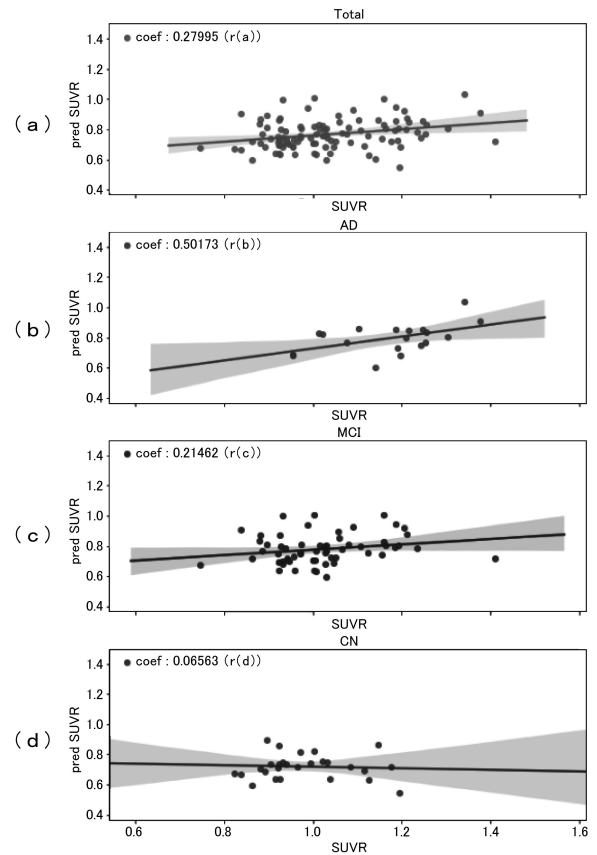 Total
(a)
coef : 0.27995 (r(a))
pred SUVR
1.4
1.2
1.0
0.8
0.6
0.4
SUVR
AD
(b)
coef : 0.50173 (r(b))
pred SUVR
1.4
1.2
1.0
0.8
0.6
0.4
SUVR
MCI
(c)
coef : 0.21462 (r(c))
pred SUVR
1.4
1.2
1.0
0.8
0.6
0.4
SUVR
CN
(d)
coef : 0.06563 (r(d))
pred SUVR
1.4
1.2
1.0
0.8
0.6
0.4
0.6 0.8 1.0 1.2 1.4 1.6
SUVR